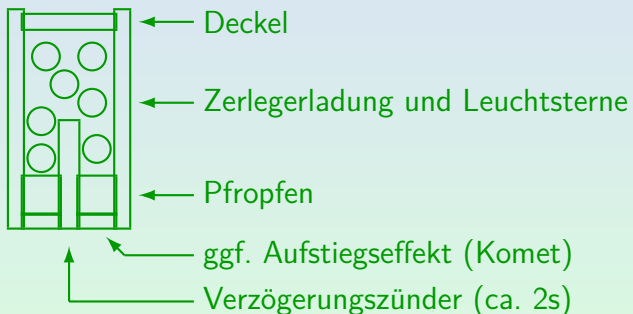 Deckel
Zerlegerladung und Leuchtsterne
Pfropfen
ggf. Aufstiegseffekt (Komet)
Verzögerungszünder (ca. 2s)